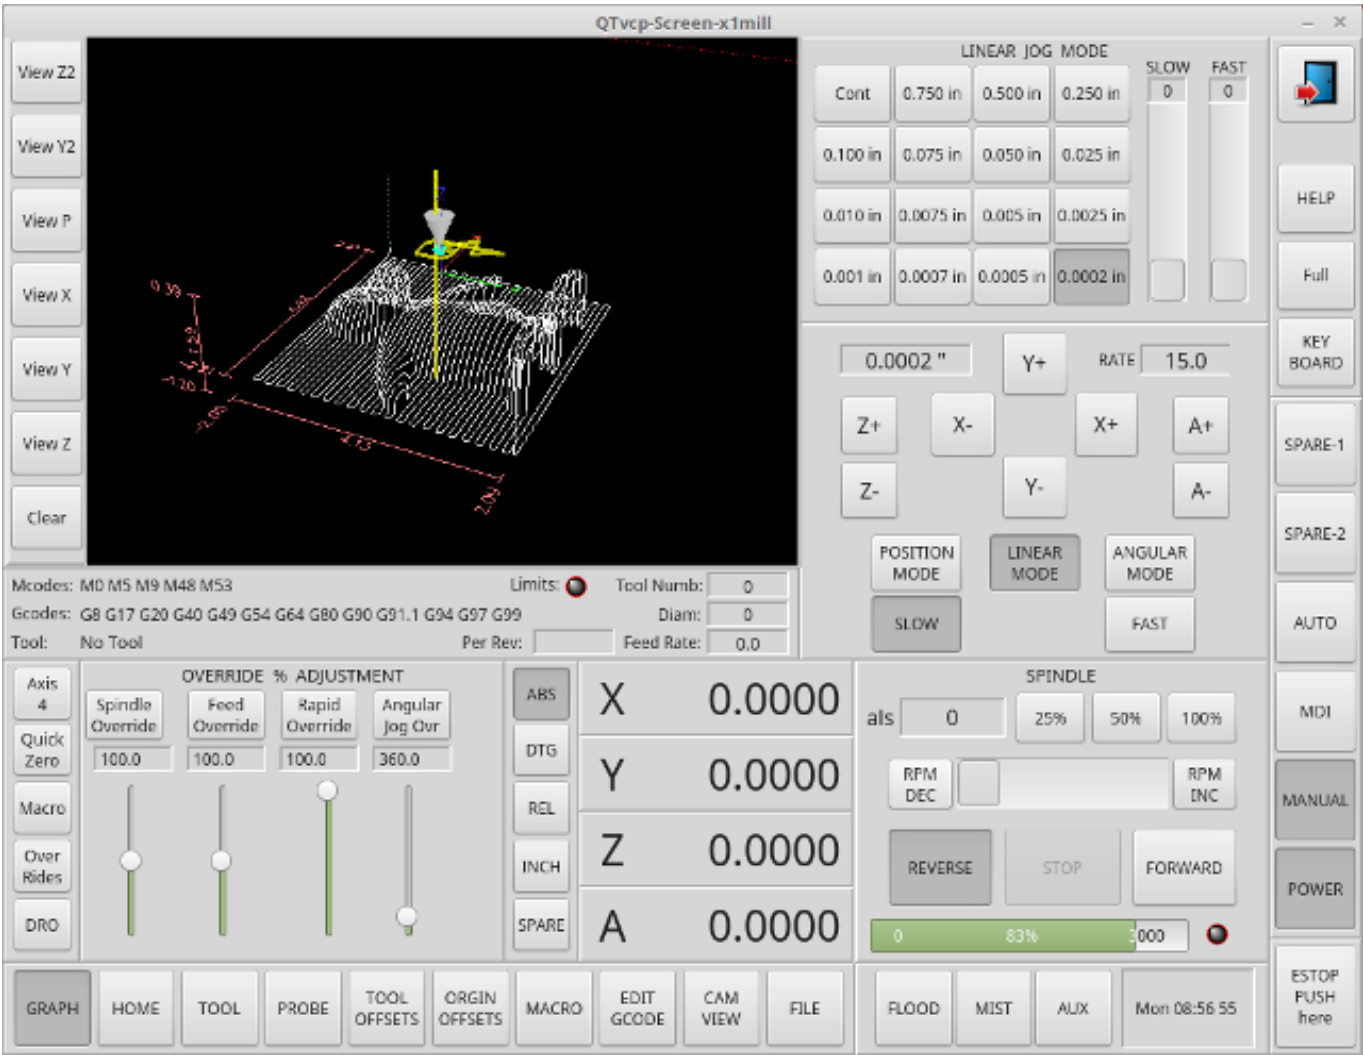 QTvcp-Screen-x1mill
View Z2
View Y2
View P
View X
View Y
View Z
Clear
0.39
-1.20
4.13
2.09
LINEAR JOG MODE
SLOW FAST
0 0
Cont 0.750 in 0.500 in 0.250 in
0.100 in 0.075 in 0.050 in 0.025 in
0.010 in 0.0075 in 0.005 in 0.0025 in
0.001 in 0.0007 in 0.0005 in 0.0002 in
0.0002 " Y+ RATE 15.0
Z+ X- X+ A+
Z- Y- A-
POSITION MODE
LINEAR MODE
ANGULAR MODE
SLOW FAST
HELP
Full
KEY BOARD
SPARE-1
SPARE-2
AUTO
MDI
MANUAL
POWER
ESTOP
PUSH
here
Mcodes: M0 M5 M9 M48 M53 Limits: Tool Numb: 0
Gcodes: G8 G17 G20 G40 G49 G54 G64 G80 G90 G91.1 G94 G97 G99 Diam: 0
Tool: No Tool Per Rev: Feed Rate: 0.0
Axis
4
Quick
Zero
Macro
Over
Rides
DRO
OVERRIDE % ADJUSTMENT
Spindle Override
Feed Override
Rapid Override
Angular Jog Ovr
100.0 100.0 100.0 360.0
ABS
DTG
REL
INCH
SPARE
X 0.0000
Y 0.0000
Z 0.0000
A 0.0000
SPINDLE
als 0 25% 50% 100%
RPM DEC
RPM INC
REVERSE STOP FORWARD
0 83% 3000
GRAPH
HOME
TOOL
PROBE
TOOL OFFSETS
ORGIN OFFSETS
MACRO
EDIT GCODE
CAM VIEW
FILE
FLOOD
MIST
AUX
Mon 08:56 55